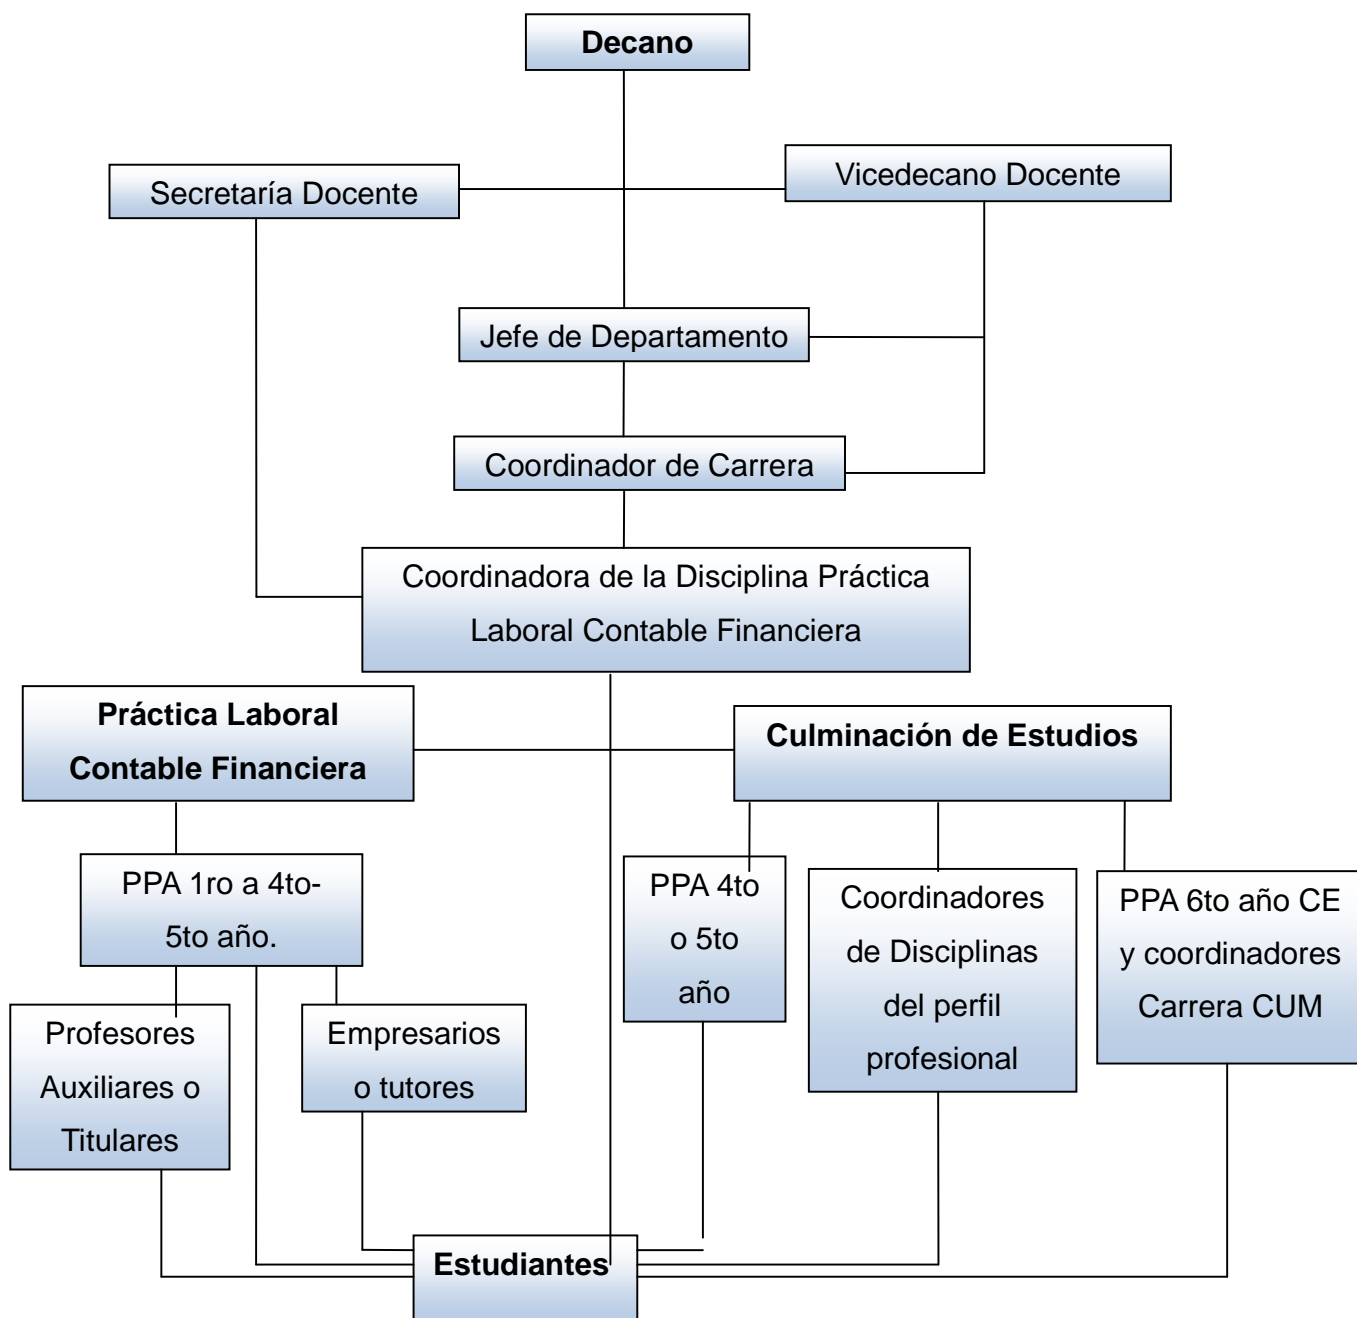 Decano
Secretaría Docente
Vicedecano Docente
Jefe de Departamento
Coordinador de Carrera
Coordinadora de la Disciplina Práctica
Laboral Contable Financiera
Práctica Laboral
Contable Financiera
Culminación de Estudios
PPA 1ro a 4to-
5to año.
PPA 4to
o 5to
año
Coordinadores
de Disciplinas
del perfil
profesional
PPA 6to año CE
y coordinadores
Carrera CUM
Profesores
Auxiliares o
Titulares
Empresarios
o tutores
Estudiantes